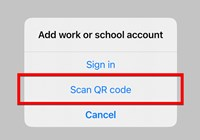 Add work or school account
Sign in
Scan QR code
Cancel